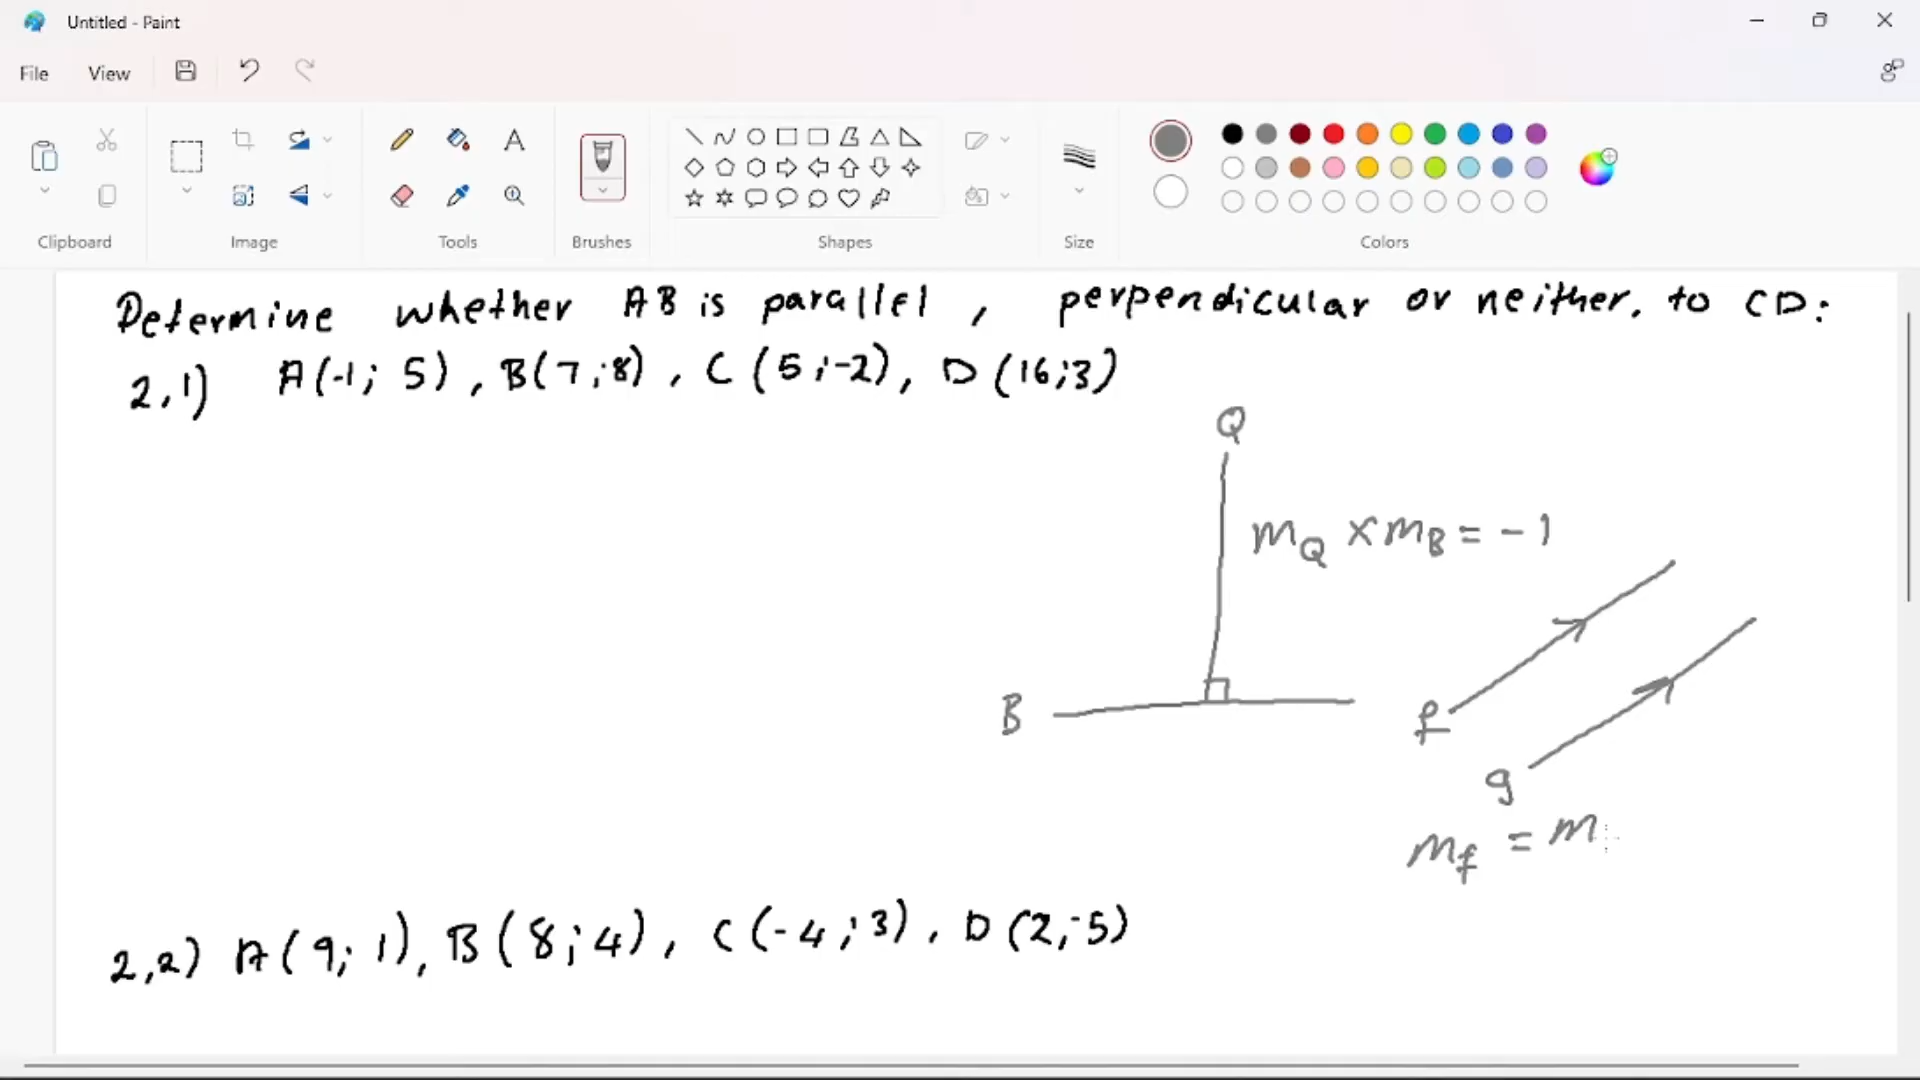 Untitled - Paint
File View
Clipboard Image Tools Brushes Shapes Size Colors
Determine whether AB is parallel, perpendicular or neither. to CD:
2,1) A(-1; 5), B(7;8), C(5;-2), D(16;3)
Q
mQ × mB = -1
B
f
g
mf = m
2,2) A(9; 1), B(8;4), C(-4;3), D(2;-5)